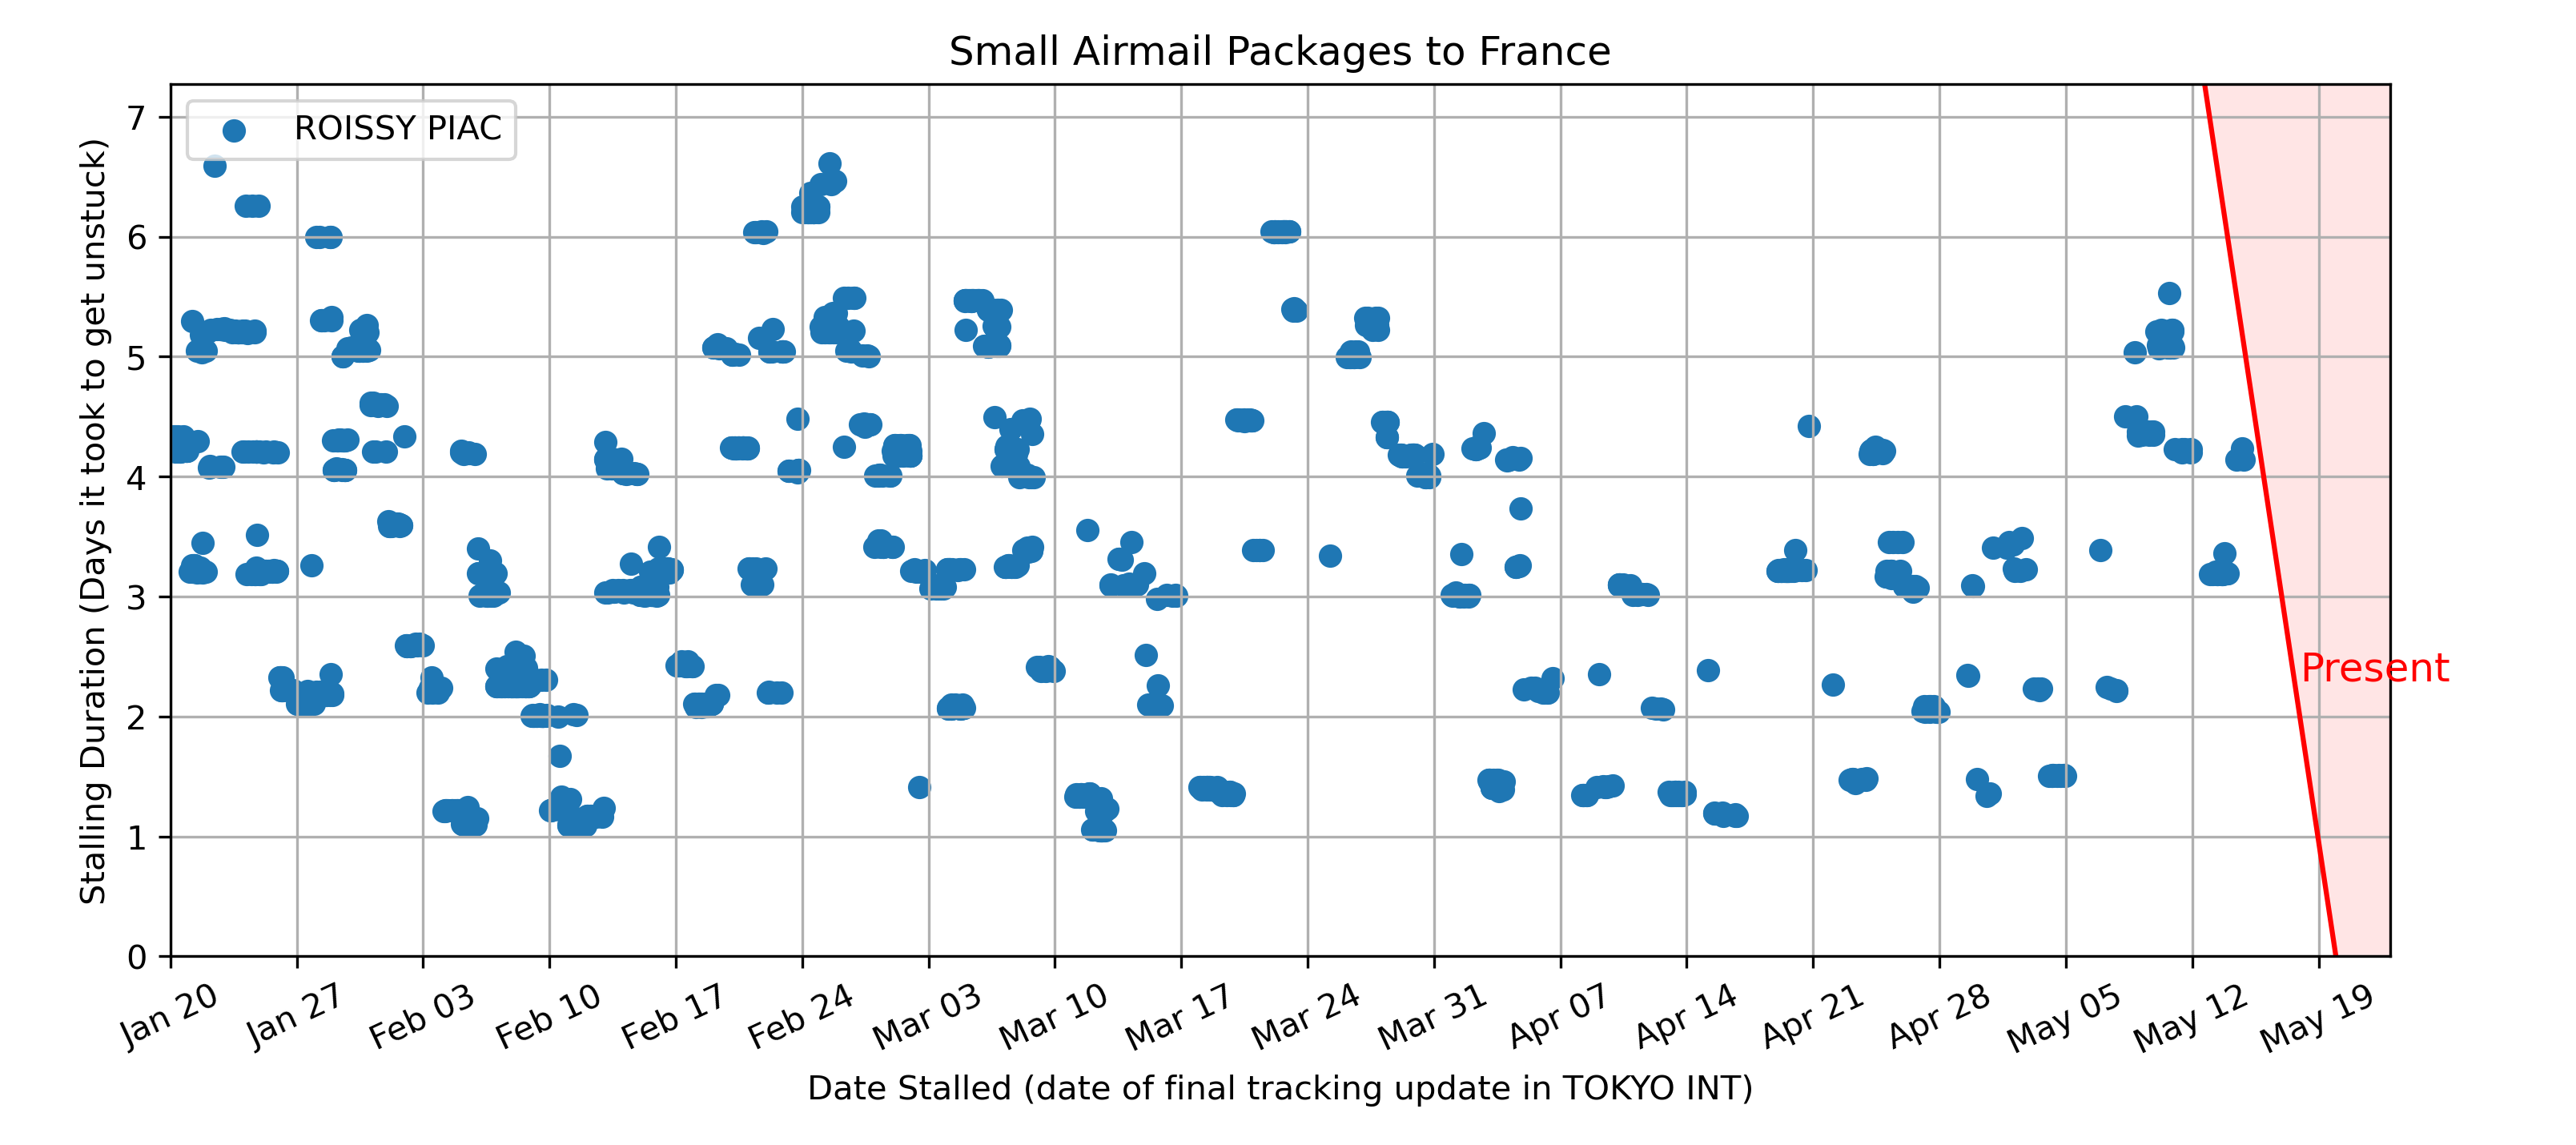 Small Airmail Packages to France
ROISSY PIAC
Stalling Duration (Days it took to get unstuck)
7
6
5
4
3
2
1
0
Present
Jan 20
Jan 27
Feb 03
Feb 10
Feb 17
Feb 24
Mar 03
Mar 10
Mar 17
Mar 24
Mar 31
Apr 07
Apr 14
Apr 21
Apr 28
May 05
May 12
May 19
Date Stalled (date of final tracking update in TOKYO INT)